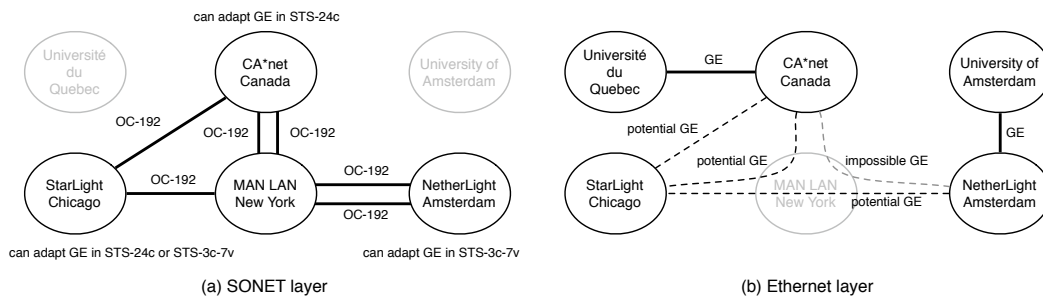 can adapt GE in STS-24c
Université
du
Quebec
CA*net
Canada
University of
Amsterdam
OC-192
OC-192
OC-192
StarLight
Chicago
OC-192
MAN LAN
New York
OC-192
OC-192
NetherLight
Amsterdam
can adapt GE in STS-24c or STS-3c-7v
can adapt GE in STS-3c-7v
(a) SONET layer
Université
du
Quebec
GE
CA*net
Canada
University of
Amsterdam
potential GE
GE
potential GE
impossible GE
StarLight
Chicago
MAN LAN
New York
potential GE
NetherLight
Amsterdam
(b) Ethernet layer